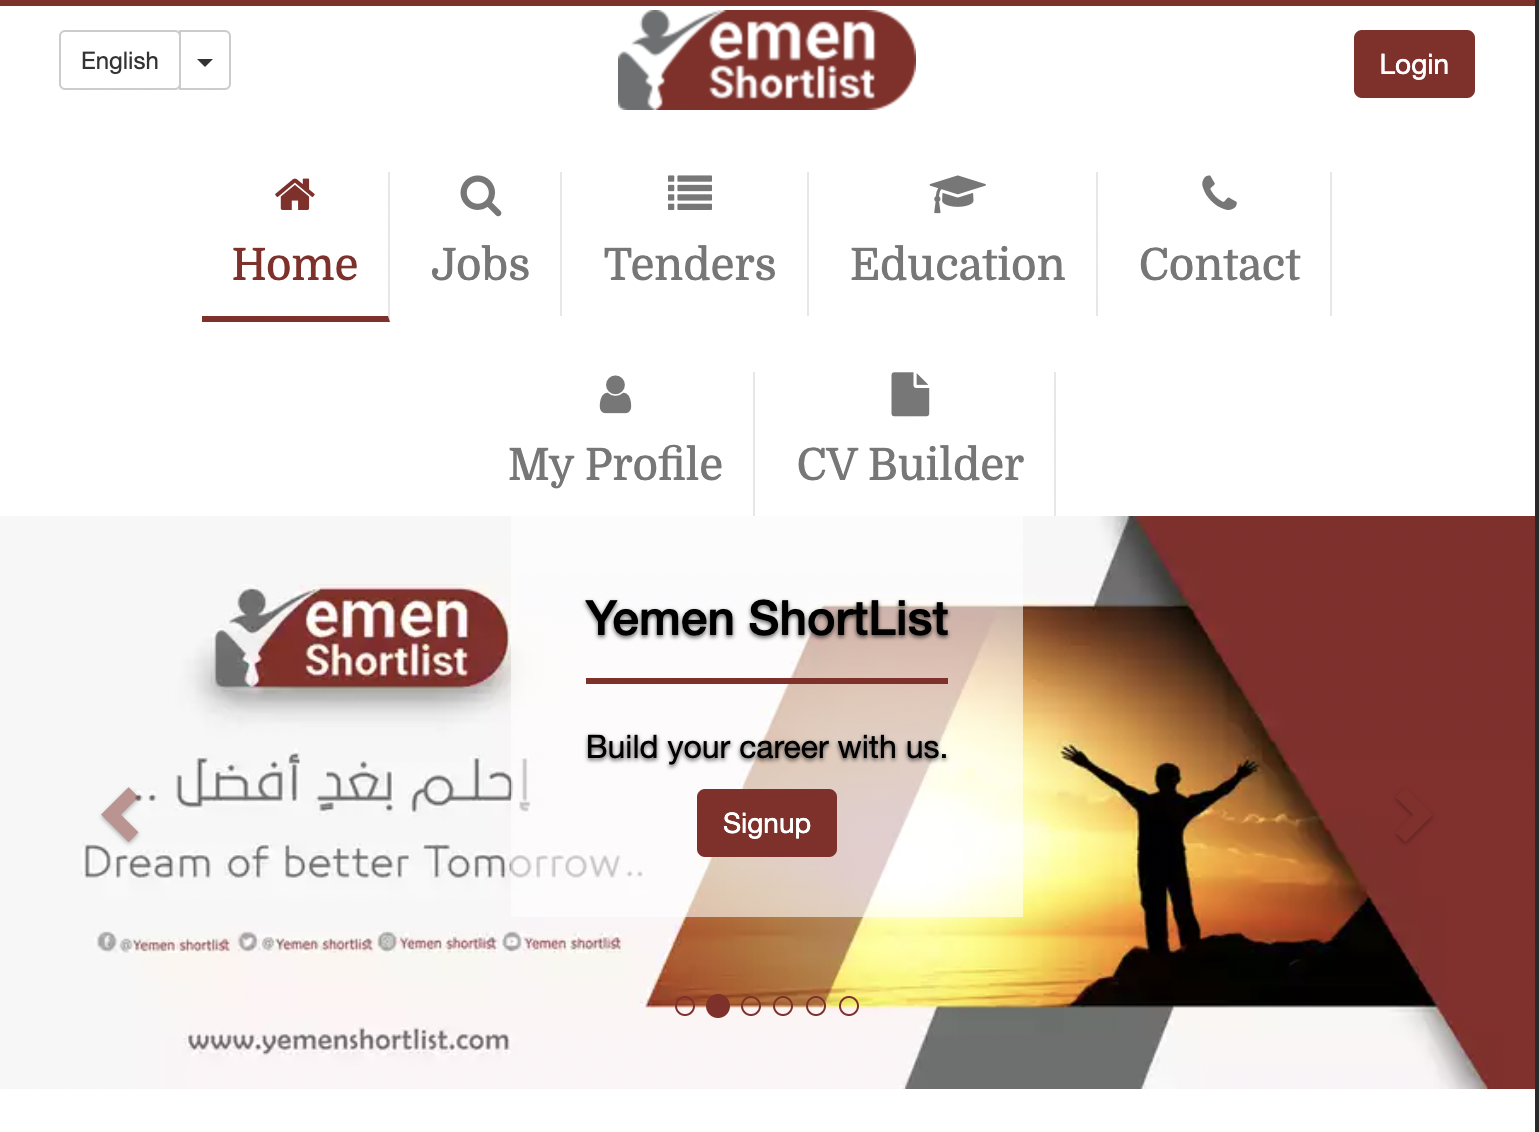 English
emen
Shortlist
Login
Home
Jobs
Tenders
Education
Contact
My Profile
CV Builder
emen
Shortlist
Yemen ShortList
إحلم بغدٍ أفضل ..
Build your career with us.
Signup
Dream of better Tomorrow..
@Yemen shortlist @Yemen shortlist Yemen shortlist Yemen shortlist
www.yemenshortlist.com